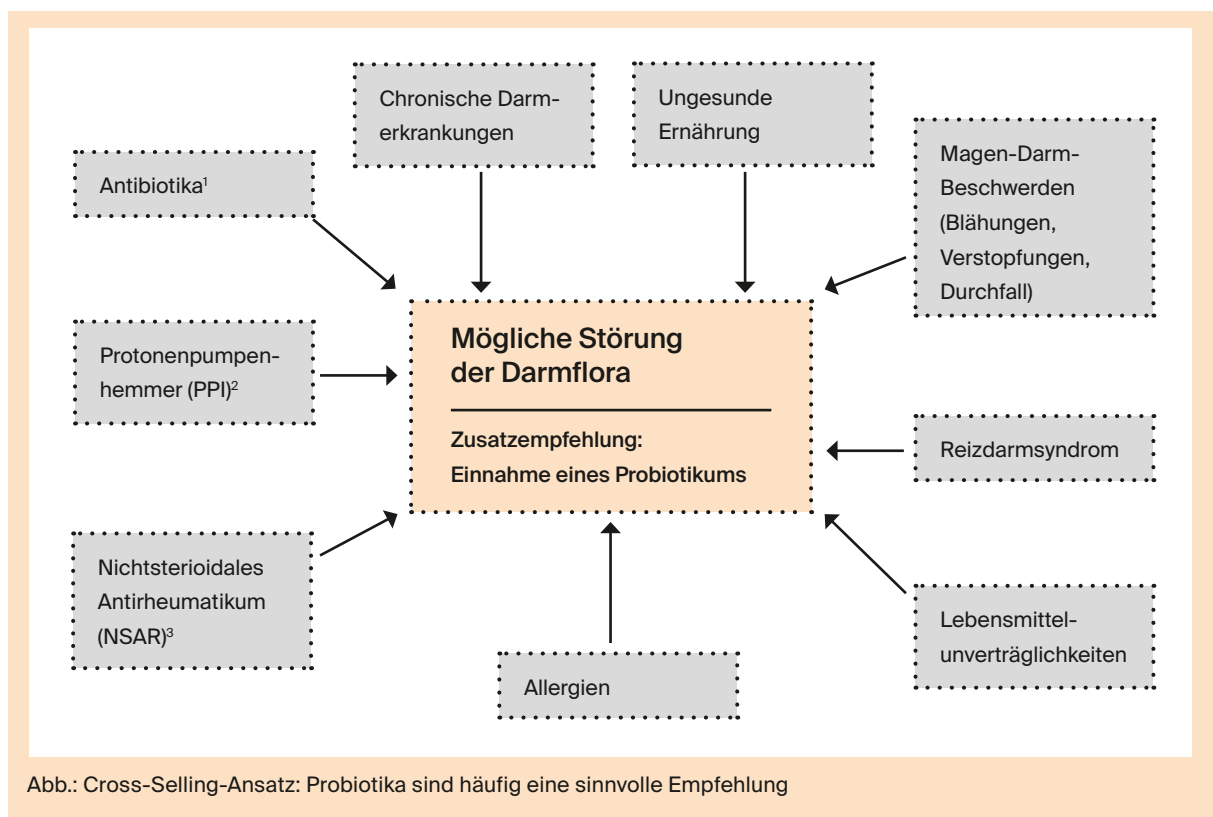 Chronische Darm-
erkrankungen
Ungesunde
Ernährung
Magen-Darm-
Beschwerden
(Blähungen,
Verstopfungen,
Durchfall)
Antibiotika¹
Protonenpumpen-
hemmer (PPI)²
Mögliche Störung
der Darmflora
Zusatzempfehlung:
Einnahme eines Probiotikums
Reizdarmsyndrom
Nichtsterioidales
Antirheumatikum
(NSAR)³
Lebensmittel-
unverträglichkeiten
Allergien
Abb.: Cross-Selling-Ansatz: Probiotika sind häufig eine sinnvolle Empfehlung